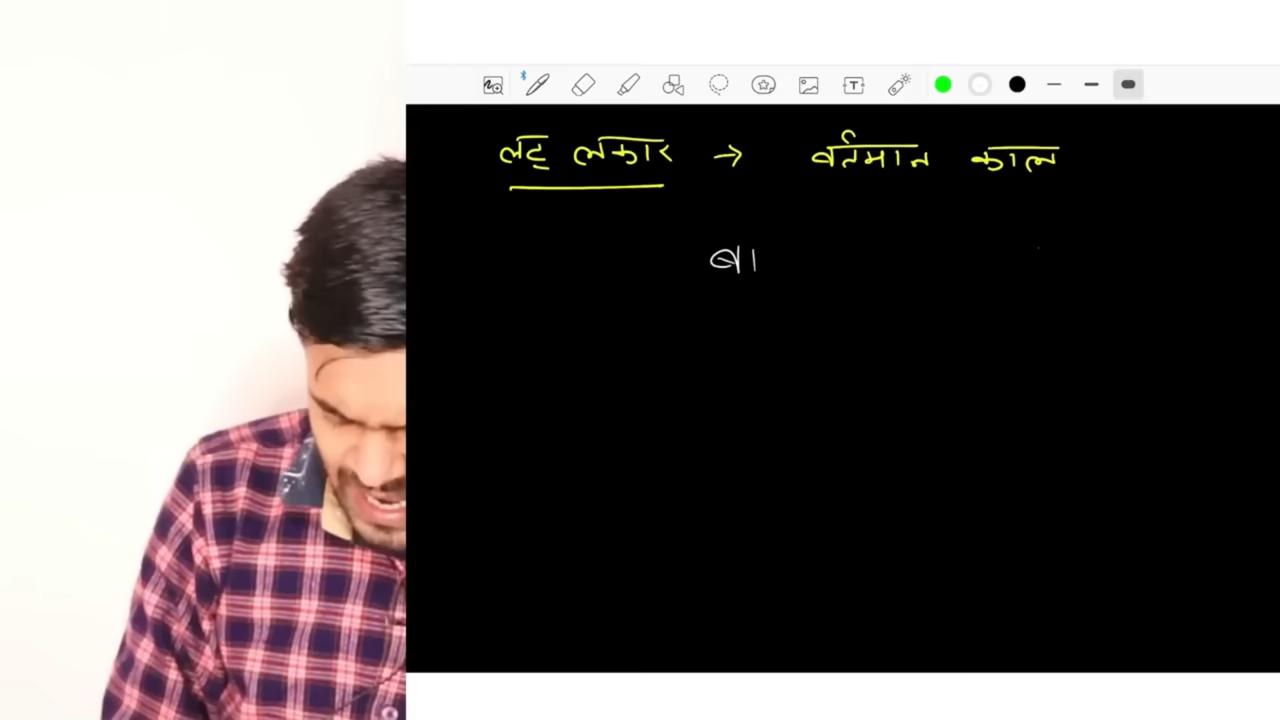 लट् लकार → वर्तमान काल
बा